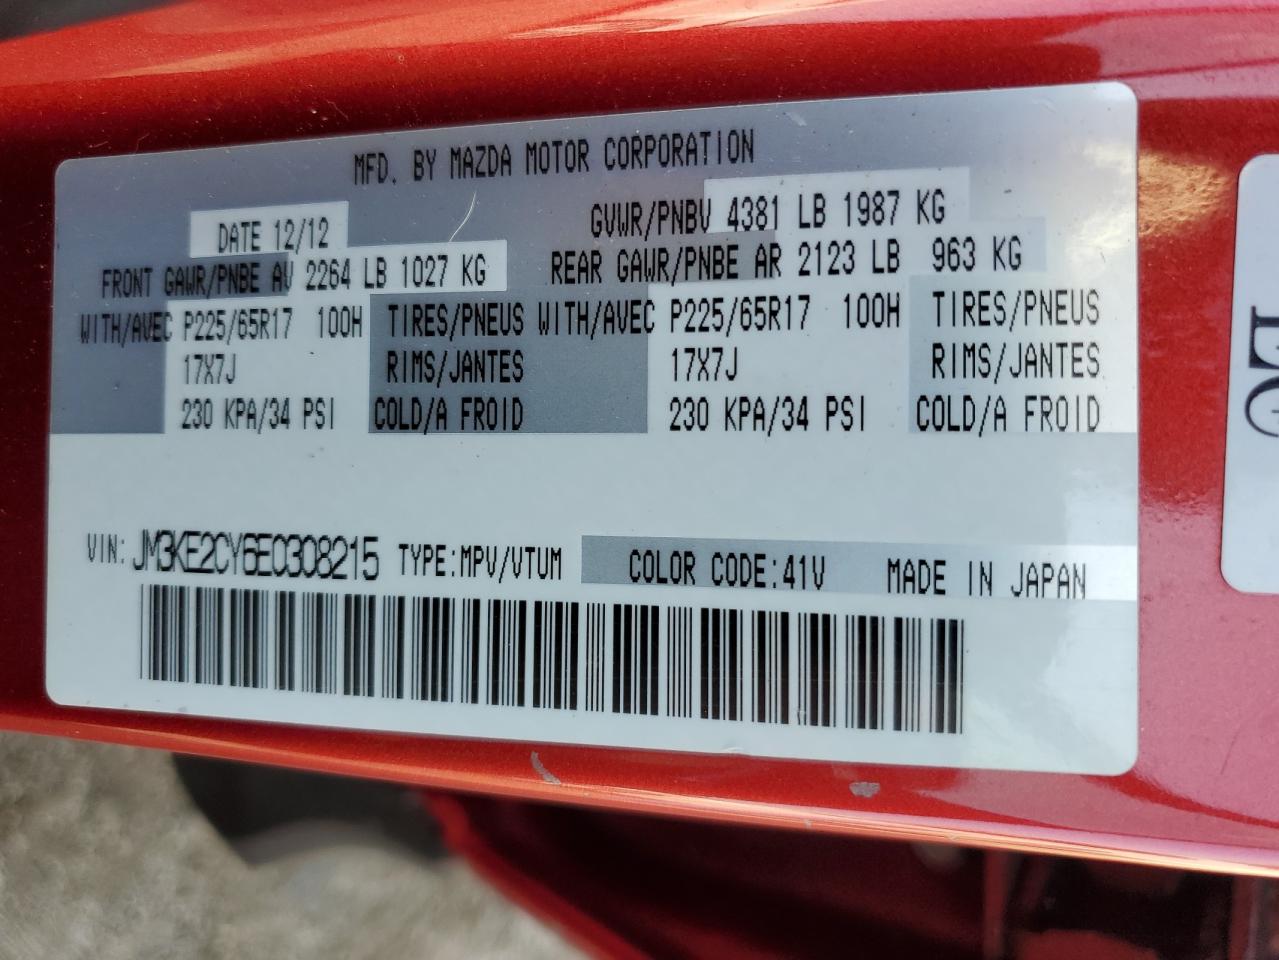 MFD. BY MAZDA MOTOR CORPORATION
DATE 12/12 GVWR/PNBV 4381 LB 1987 KG
FRONT GAWR/PNBE AV 2264 LB 1027 KG REAR GAWR/PNBE AR 2123 LB 963 KG
WITH/AVEC P225/65R17 100H TIRES/PNEUS WITH/AVEC P225/65R17 100H TIRES/PNEUS
17X7J RIMS/JANTES 17X7J RIMS/JANTES
230 KPA/34 PSI COLD/A FROID 230 KPA/34 PSI COLD/A FROID
VIN: JM3KE2CY6E0308215 TYPE:MPV/VTUM COLOR CODE:41V MADE IN JAPAN